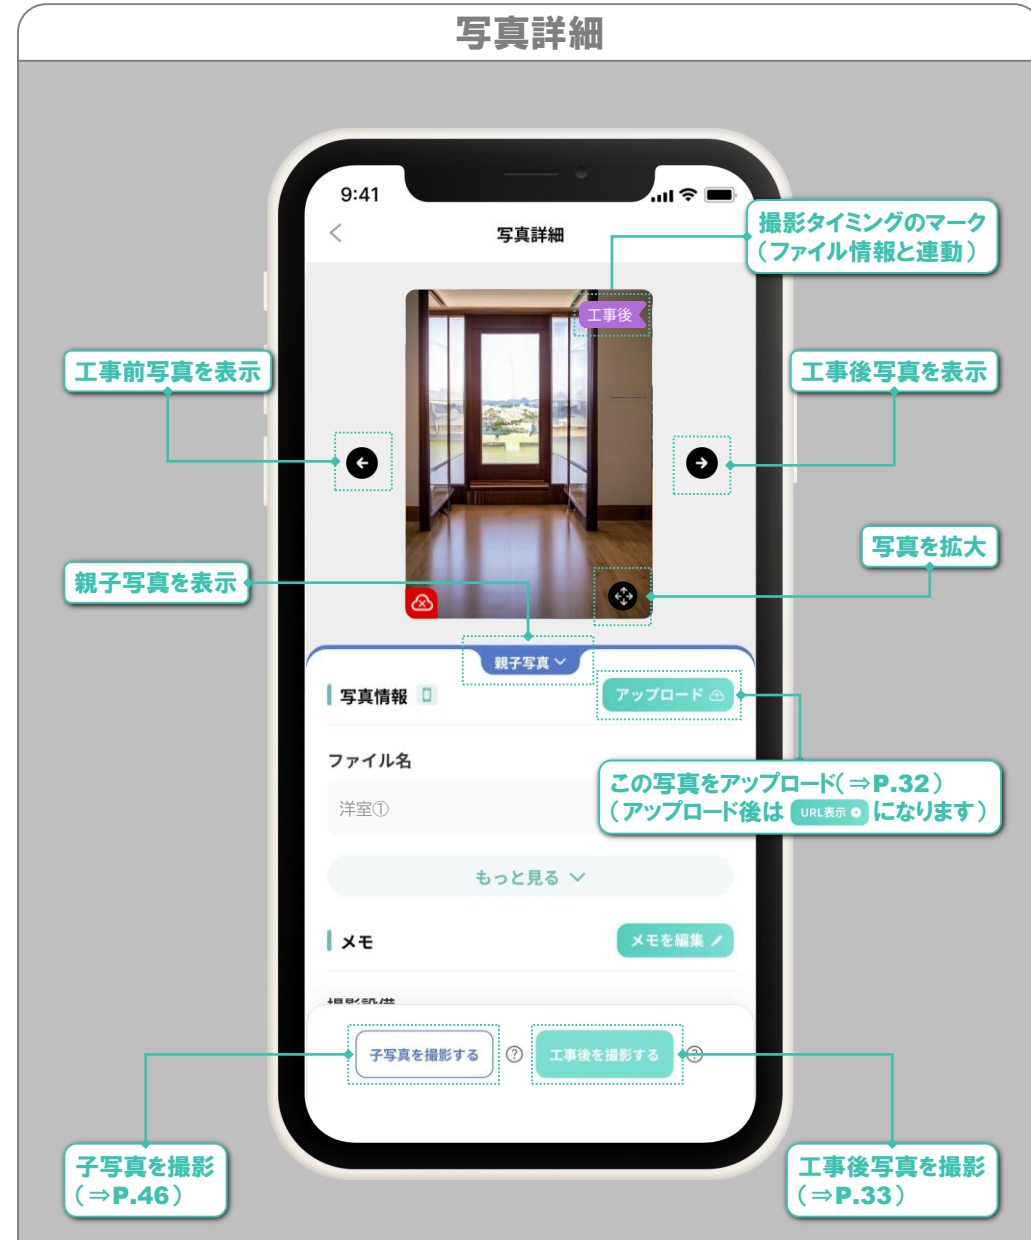 写真詳細
9:41
写真詳細
撮影タイミングのマーク
（ファイル情報と連動）
工事後
工事前写真を表示
工事後写真を表示
写真を拡大
親子写真を表示
親子写真
写真情報
アップロード
ファイル名
この写真をアップロード（⇒P.32）
（アップロード後は URL表示 になります）
洋室①
もっと見る
メモ
メモを編集
撮影設備
子写真を撮影する
?
工事後を撮影する
?
子写真を撮影
（⇒P.46）
工事後写真を撮影
（⇒P.33）